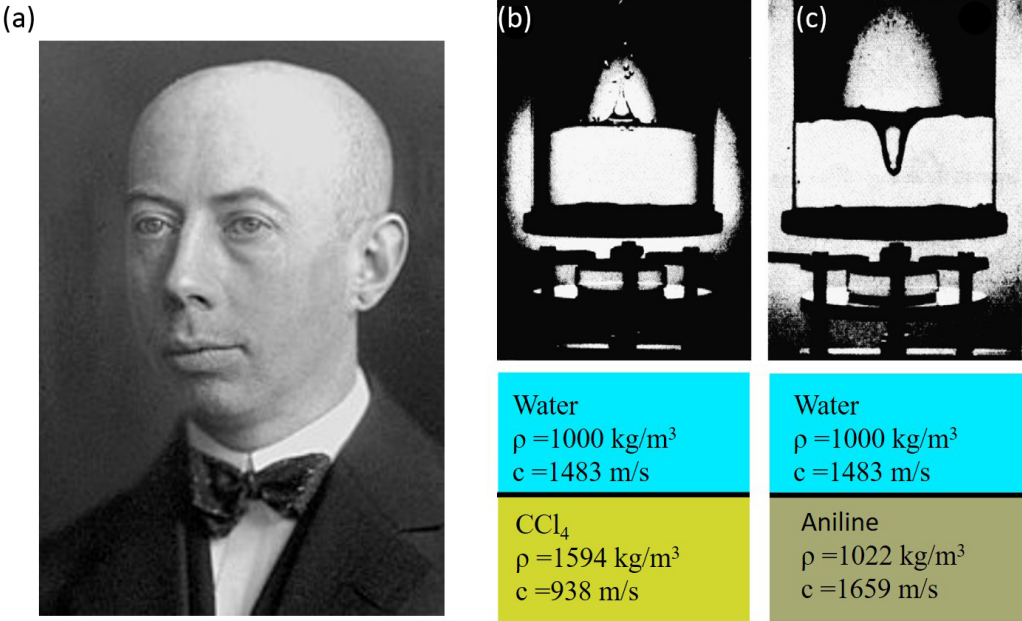 (a)
(b)
(c)
Water
ρ =1000 kg/m³
c =1483 m/s
CCl₄
ρ =1594 kg/m³
c =938 m/s
Water
ρ =1000 kg/m³
c =1483 m/s
Aniline
ρ =1022 kg/m³
c =1659 m/s